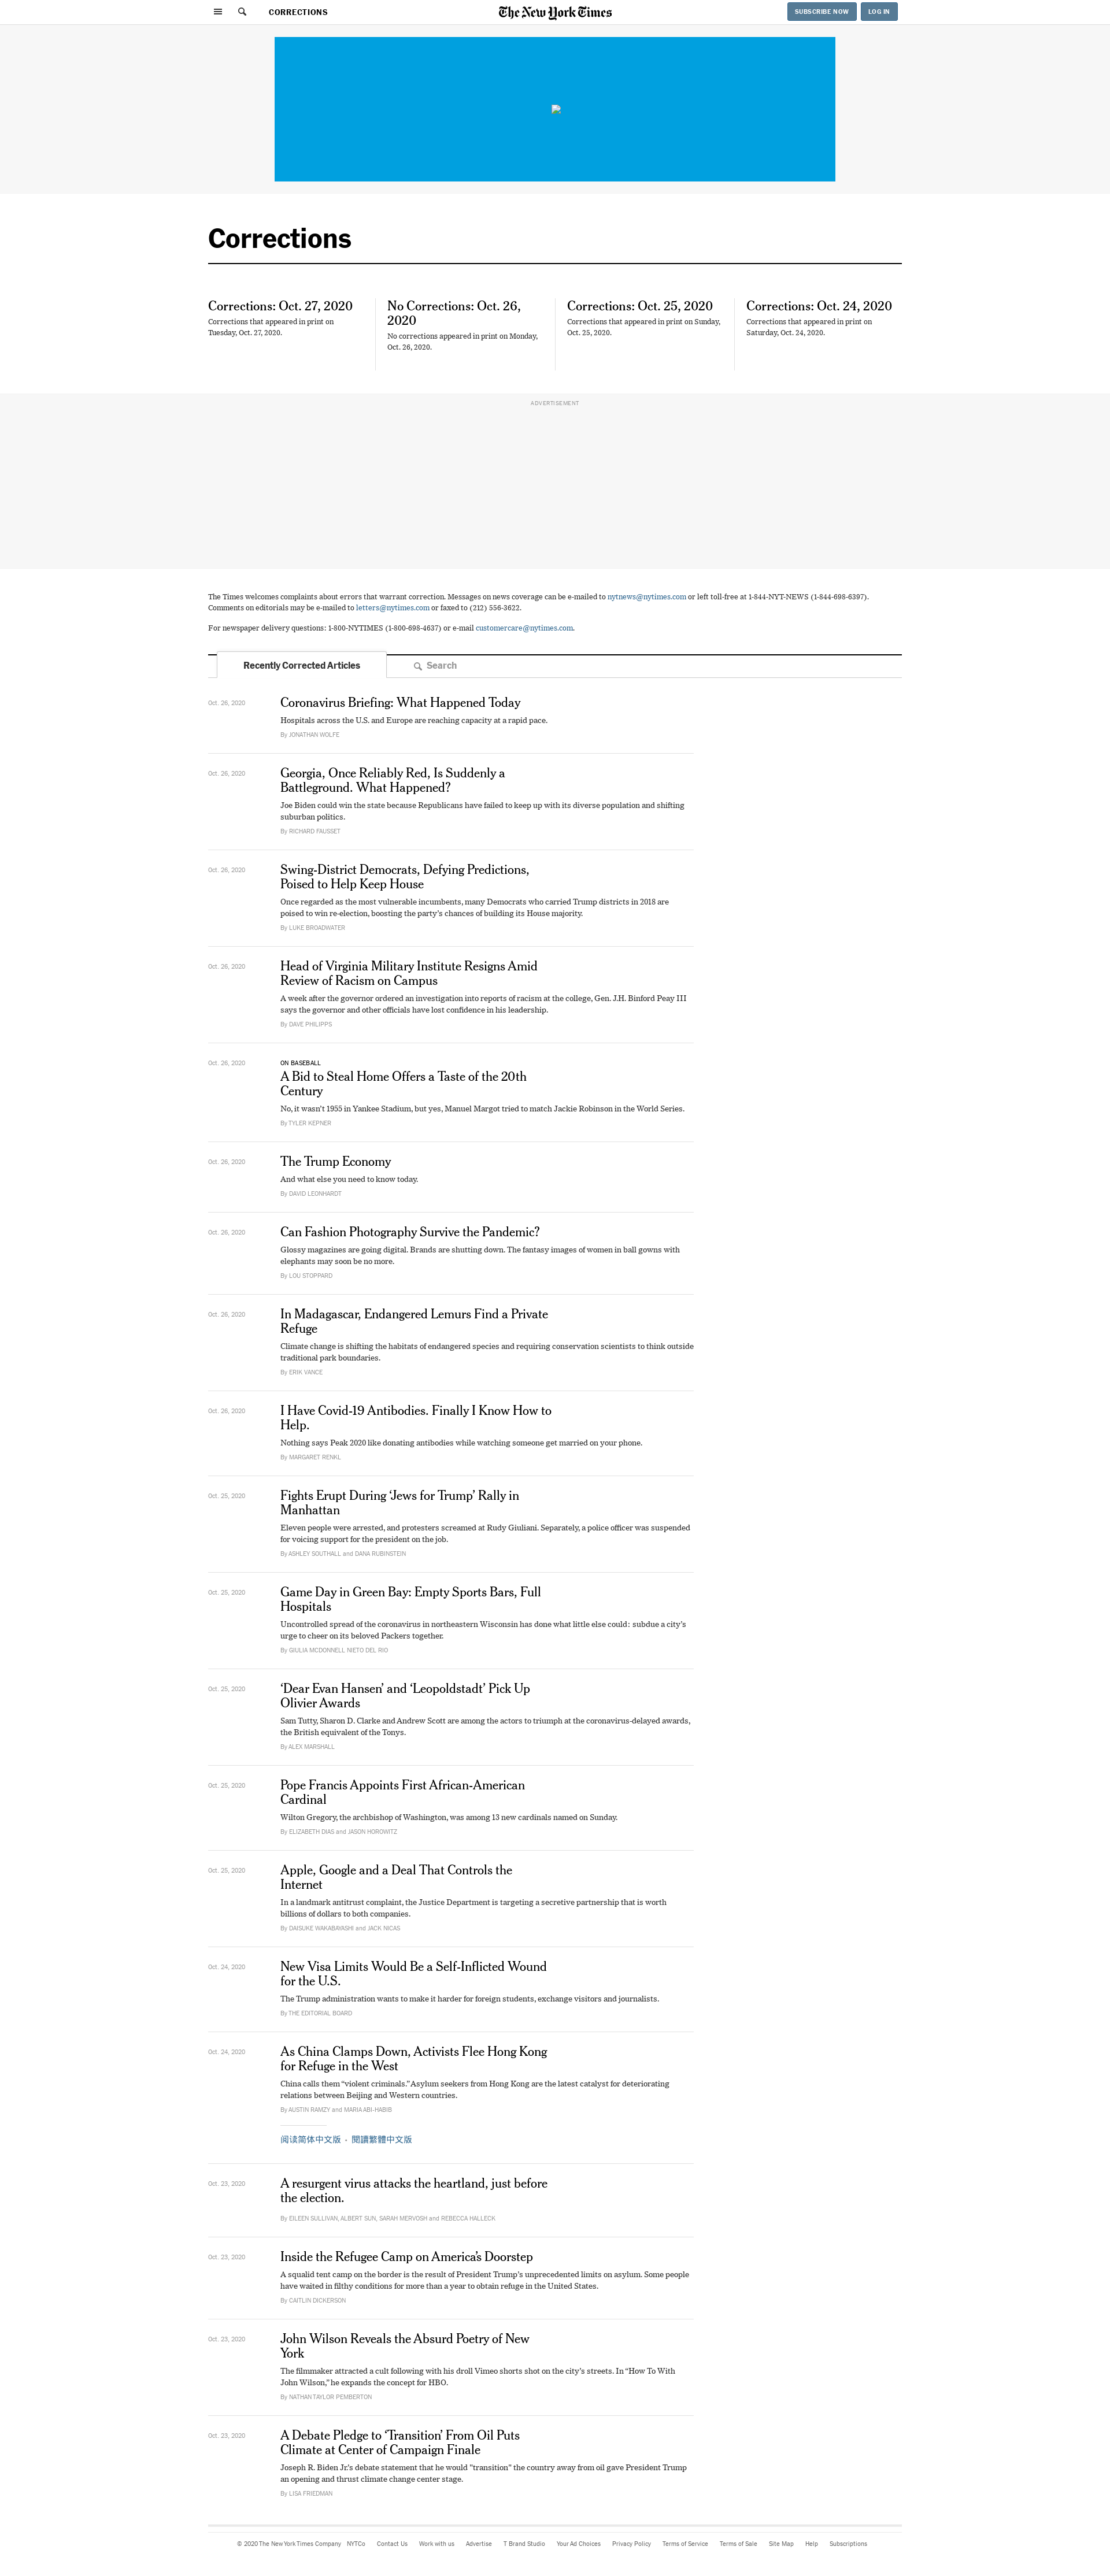 CORRECTIONS
The New York Times
SUBSCRIBE NOW
LOG IN
Corrections
Corrections: Oct. 27, 2020
Corrections that appeared in print on
Tuesday, Oct. 27, 2020.
No Corrections: Oct. 26,
2020
No corrections appeared in print on Monday,
Oct. 26, 2020.
Corrections: Oct. 25, 2020
Corrections that appeared in print on Sunday,
Oct. 25, 2020.
Corrections: Oct. 24, 2020
Corrections that appeared in print on
Saturday, Oct. 24, 2020.
ADVERTISEMENT
The Times welcomes complaints about errors that warrant correction. Messages on news coverage can be e-mailed to nytnews@nytimes.com or left toll-free at 1-844-NYT-NEWS (1-844-698-6397).
Comments on editorials may be e-mailed to letters@nytimes.com or faxed to (212) 556-3622.
For newspaper delivery questions: 1-800-NYTIMES (1-800-698-4637) or e-mail customercare@nytimes.com.
Recently Corrected Articles
Search
Oct. 26, 2020
Coronavirus Briefing: What Happened Today
Hospitals across the U.S. and Europe are reaching capacity at a rapid pace.
By JONATHAN WOLFE
Oct. 26, 2020
Georgia, Once Reliably Red, Is Suddenly a
Battleground. What Happened?
Joe Biden could win the state because Republicans have failed to keep up with its diverse population and shifting
suburban politics.
By RICHARD FAUSSET
Oct. 26, 2020
Swing-District Democrats, Defying Predictions,
Poised to Help Keep House
Once regarded as the most vulnerable incumbents, many Democrats who carried Trump districts in 2018 are
poised to win re-election, boosting the party's chances of building its House majority.
By LUKE BROADWATER
Oct. 26, 2020
Head of Virginia Military Institute Resigns Amid
Review of Racism on Campus
A week after the governor ordered an investigation into reports of racism at the college, Gen. J.H. Binford Peay III
says the governor and other officials have lost confidence in his leadership.
By DAVE PHILIPPS
Oct. 26, 2020
ON BASEBALL
A Bid to Steal Home Offers a Taste of the 20th
Century
No, it wasn't 1955 in Yankee Stadium, but yes, Manuel Margot tried to match Jackie Robinson in the World Series.
By TYLER KEPNER
Oct. 26, 2020
The Trump Economy
And what else you need to know today.
By DAVID LEONHARDT
Oct. 26, 2020
Can Fashion Photography Survive the Pandemic?
Glossy magazines are going digital. Brands are shutting down. The fantasy images of women in ball gowns with
elephants may soon be no more.
By LOU STOPPARD
Oct. 26, 2020
In Madagascar, Endangered Lemurs Find a Private
Refuge
Climate change is shifting the habitats of endangered species and requiring conservation scientists to think outside
traditional park boundaries.
By ERIK VANCE
Oct. 26, 2020
I Have Covid-19 Antibodies. Finally I Know How to
Help.
Nothing says Peak 2020 like donating antibodies while watching someone get married on your phone.
By MARGARET RENKL
Oct. 25, 2020
Fights Erupt During ‘Jews for Trump’ Rally in
Manhattan
Eleven people were arrested, and protesters screamed at Rudy Giuliani. Separately, a police officer was suspended
for voicing support for the president on the job.
By ASHLEY SOUTHALL and DANA RUBINSTEIN
Oct. 25, 2020
Game Day in Green Bay: Empty Sports Bars, Full
Hospitals
Uncontrolled spread of the coronavirus in northeastern Wisconsin has done what little else could: subdue a city's
urge to cheer on its beloved Packers together.
By GIULIA MCDONNELL NIETO DEL RIO
Oct. 25, 2020
‘Dear Evan Hansen’ and ‘Leopoldstadt’ Pick Up
Olivier Awards
Sam Tutty, Sharon D. Clarke and Andrew Scott are among the actors to triumph at the coronavirus-delayed awards,
the British equivalent of the Tonys.
By ALEX MARSHALL
Oct. 25, 2020
Pope Francis Appoints First African-American
Cardinal
Wilton Gregory, the archbishop of Washington, was among 13 new cardinals named on Sunday.
By ELIZABETH DIAS and JASON HOROWITZ
Oct. 25, 2020
Apple, Google and a Deal That Controls the
Internet
In a landmark antitrust complaint, the Justice Department is targeting a secretive partnership that is worth
billions of dollars to both companies.
By DAISUKE WAKABAYASHI and JACK NICAS
Oct. 24, 2020
New Visa Limits Would Be a Self-Inflicted Wound
for the U.S.
The Trump administration wants to make it harder for foreign students, exchange visitors and journalists.
By THE EDITORIAL BOARD
Oct. 24, 2020
As China Clamps Down, Activists Flee Hong Kong
for Refuge in the West
China calls them “violent criminals.” Asylum seekers from Hong Kong are the latest catalyst for deteriorating
relations between Beijing and Western countries.
By AUSTIN RAMZY and MARIA ABI-HABIB
阅读简体中文版 • 閱讀繁體中文版
Oct. 23, 2020
A resurgent virus attacks the heartland, just before
the election.
By EILEEN SULLIVAN, ALBERT SUN, SARAH MERVOSH and REBECCA HALLECK
Oct. 23, 2020
Inside the Refugee Camp on America's Doorstep
A squalid tent camp on the border is the result of President Trump's unprecedented limits on asylum. Some people
have waited in filthy conditions for more than a year to obtain refuge in the United States.
By CAITLIN DICKERSON
Oct. 23, 2020
John Wilson Reveals the Absurd Poetry of New
York
The filmmaker attracted a cult following with his droll Vimeo shorts shot on the city's streets. In “How To With
John Wilson,” he expands the concept for HBO.
By NATHAN TAYLOR PEMBERTON
Oct. 23, 2020
A Debate Pledge to ‘Transition’ From Oil Puts
Climate at Center of Campaign Finale
Joseph R. Biden Jr.'s debate statement that he would "transition" the country away from oil gave President Trump
an opening and thrust climate change center stage.
By LISA FRIEDMAN
© 2020 The New York Times Company NYTCo Contact Us Work with us Advertise T Brand Studio Your Ad Choices Privacy Policy Terms of Service Terms of Sale Site Map Help Subscriptions